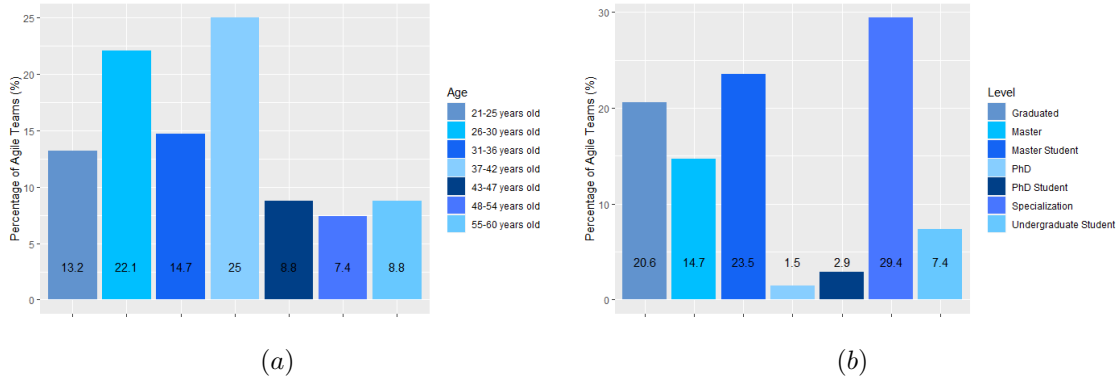 Percentage of Agile Teams (%)
25
20
15
10
5
0
13.2
22.1
14.7
25
8.8
7.4
8.8
Age
21-25 years old
26-30 years old
31-36 years old
37-42 years old
43-47 years old
48-54 years old
55-60 years old
(a)
Percentage of Agile Teams (%)
30
20
10
0
20.6
14.7
23.5
1.5
2.9
29.4
7.4
Level
Graduated
Master
Master Student
PhD
PhD Student
Specialization
Undergraduate Student
(b)